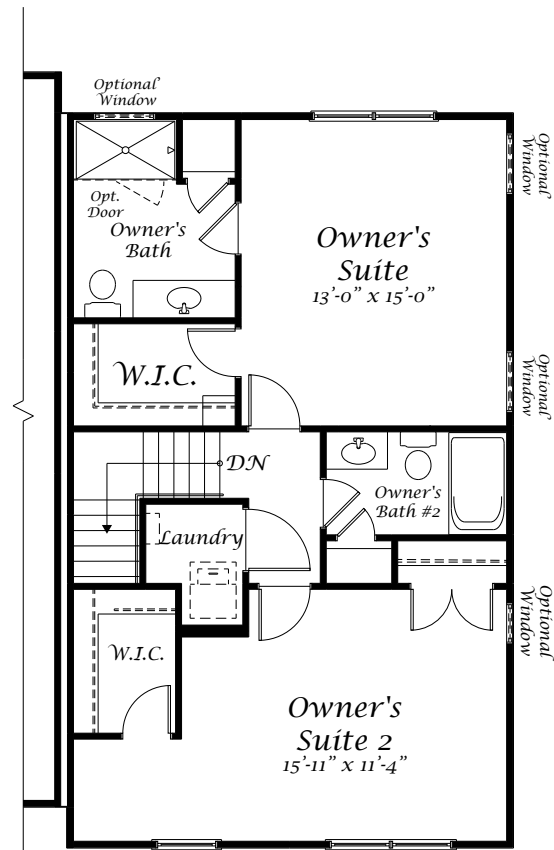 Optional
Window
Opt.
Door
Owner's
Bath
Owner's
Suite
13'-0" x 15'-0"
Optional
Window
W.I.C.
Optional
Window
DN
Owner's
Bath #2
Laundry
Optional
Window
W.I.C.
Owner's
Suite 2
15'-11" x 11'-4"